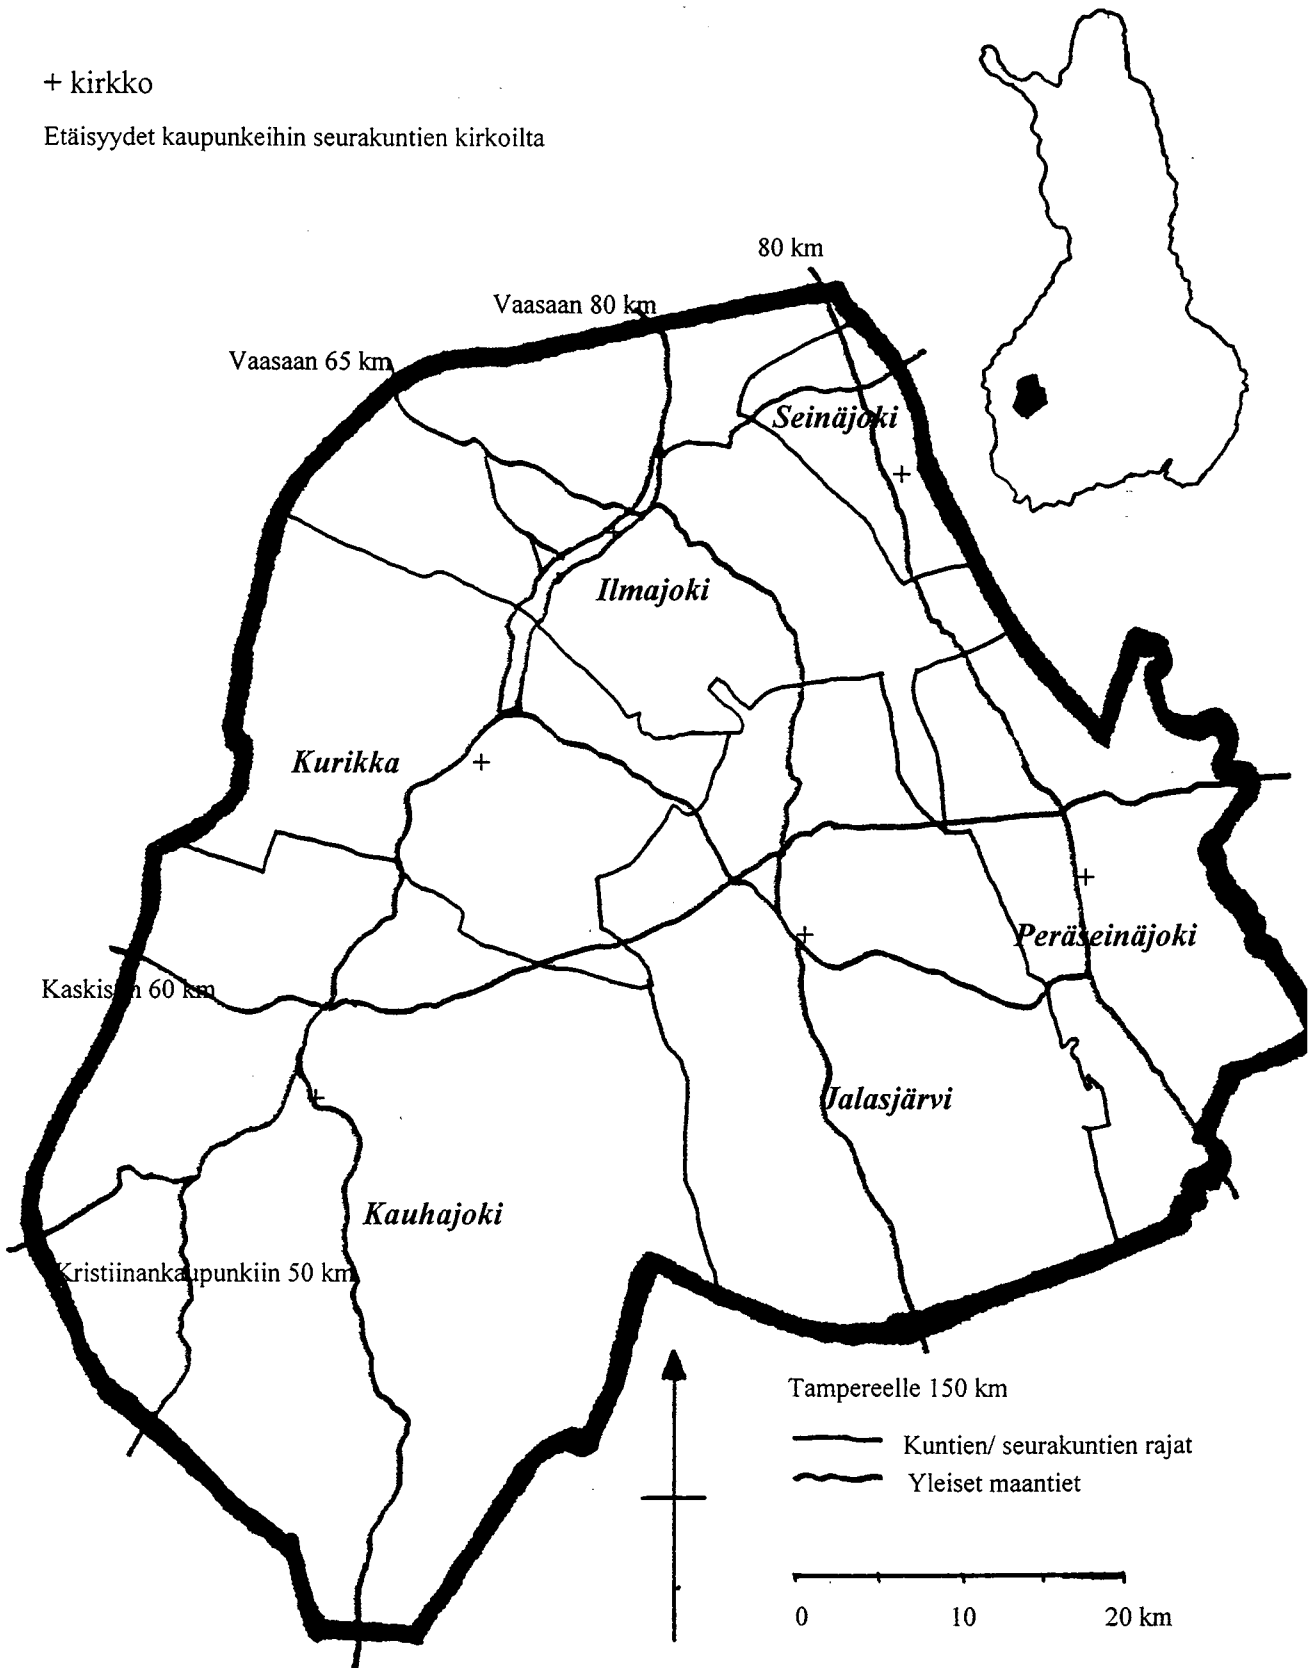 + kirkko
Etäisyydet kaupunkeihin seurakuntien kirkoilta
80 km
Vaasaan 80 km
Vaasaan 65 km
Seinäjoki
Ilmajoki
Kurikka
Peräseinäjoki
Kaskisiin 60 km
Jalasjärvi
Kauhajoki
Kristiinankaupunkiin 50 km
Tampereelle 150 km
Kuntien/ seurakuntien rajat
Yleiset maantiet
0 10 20 km